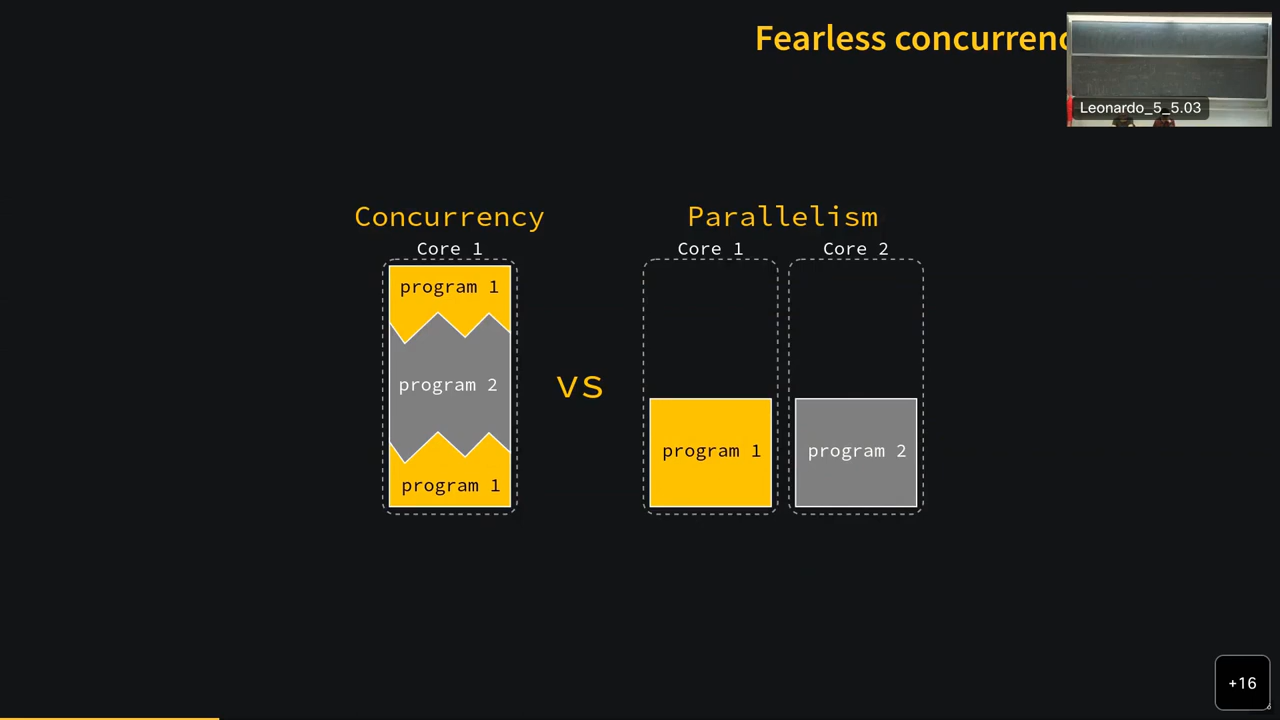 Fearless concurrenc
Leonardo_5_5.03
Concurrency
Parallelism
Core 1
Core 1
Core 2
program 1
program 2
program 1
vs
program 1
program 2
+16